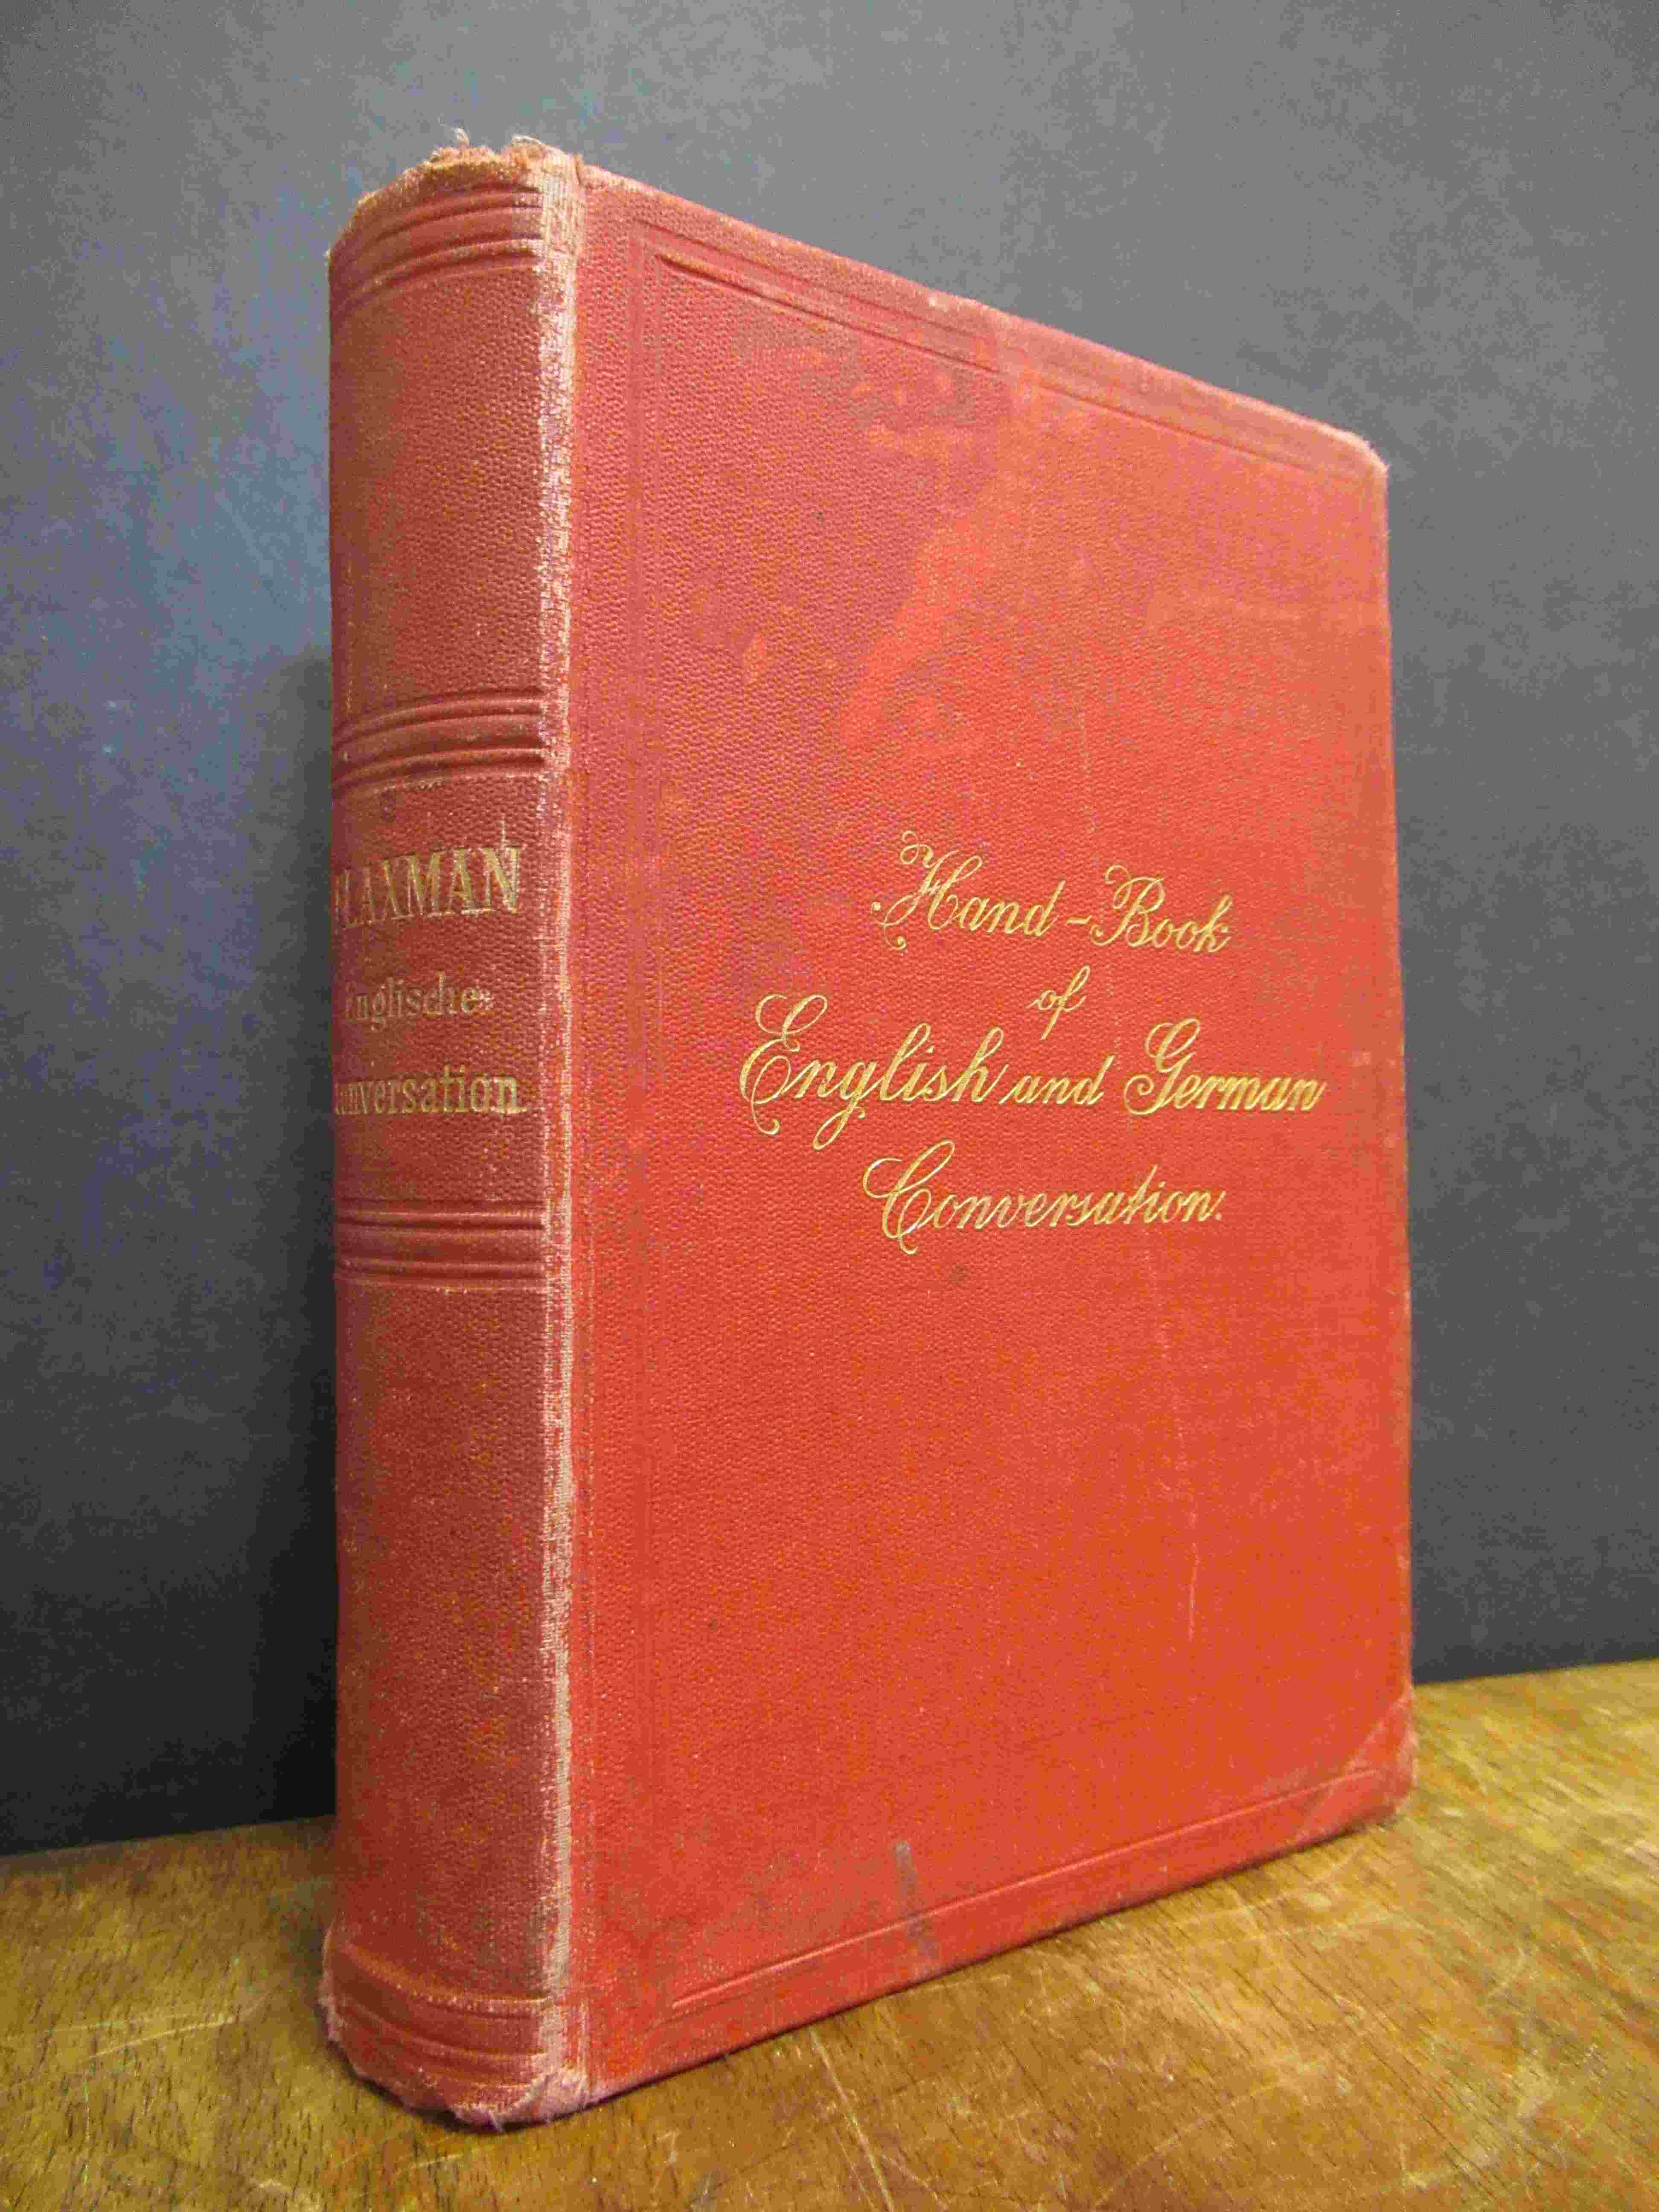 FLAXMAN
Englische
Conversation
Hand-Book
of
English and German
Conversation.